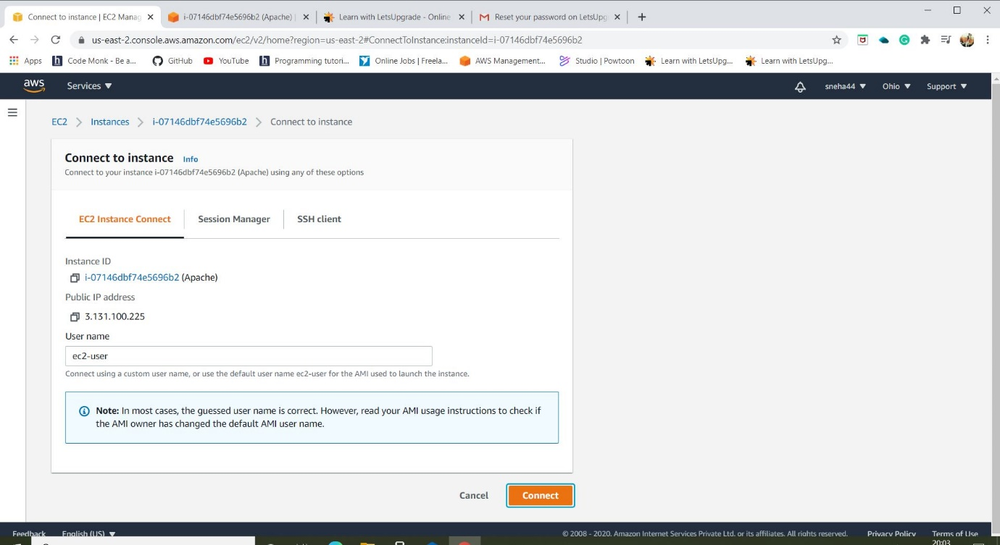 Connect to instance | EC2 Manag
i-07146dbf74e5696b2 (Apache) |
Learn with LetsUpgrade - Online
Reset your password on LetsUpg
us-east-2.console.aws.amazon.com/ec2/v2/home?region=us-east-2#ConnectToInstance:instanceId=i-07146dbf74e5696b2
Apps
Code Monk - Be a...
GitHub
YouTube
Programming tutori...
Online Jobs | Freela...
AWS Management...
Studio | Powtoon
Learn with LetsUpg...
Learn with LetsUpg...
aws
Services
sneha44
Ohio
Support
EC2
Instances
i-07146dbf74e5696b2
Connect to instance
Connect to instance Info
Connect to your instance i-07146dbf74e5696b2 (Apache) using any of these options
EC2 Instance Connect
Session Manager
SSH client
Instance ID
i-07146dbf74e5696b2 (Apache)
Public IP address
3.131.100.225
User name
ec2-user
Connect using a custom user name, or use the default user name ec2-user for the AMI used to launch the instance.
Note: In most cases, the guessed user name is correct. However, read your AMI usage instructions to check if
the AMI owner has changed the default AMI user name.
Cancel
Connect
Feedback
English (US)
© 2008 - 2020, Amazon Internet Services Private Ltd. or its affiliates. All rights reserved.
Privacy Policy
Terms of Use
20:03